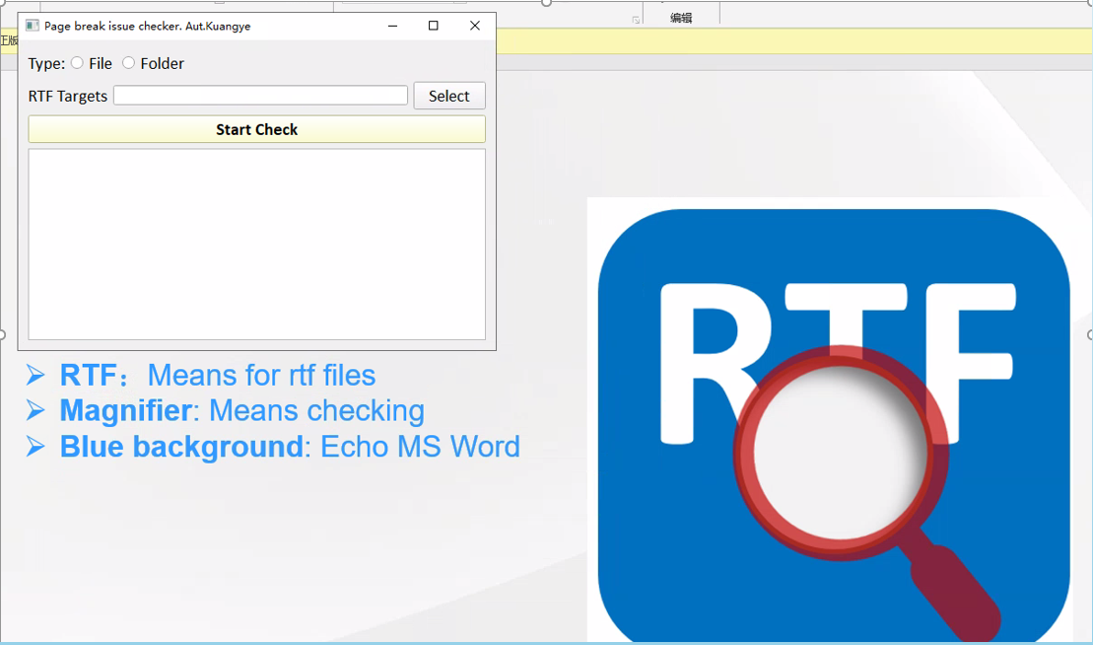 编辑
正版
Page break issue checker. Aut.Kuangye
Type: File Folder
RTF Targets Select
Start Check
➢ RTF：Means for rtf files
➢ Magnifier: Means checking
➢ Blue background: Echo MS Word
RTF